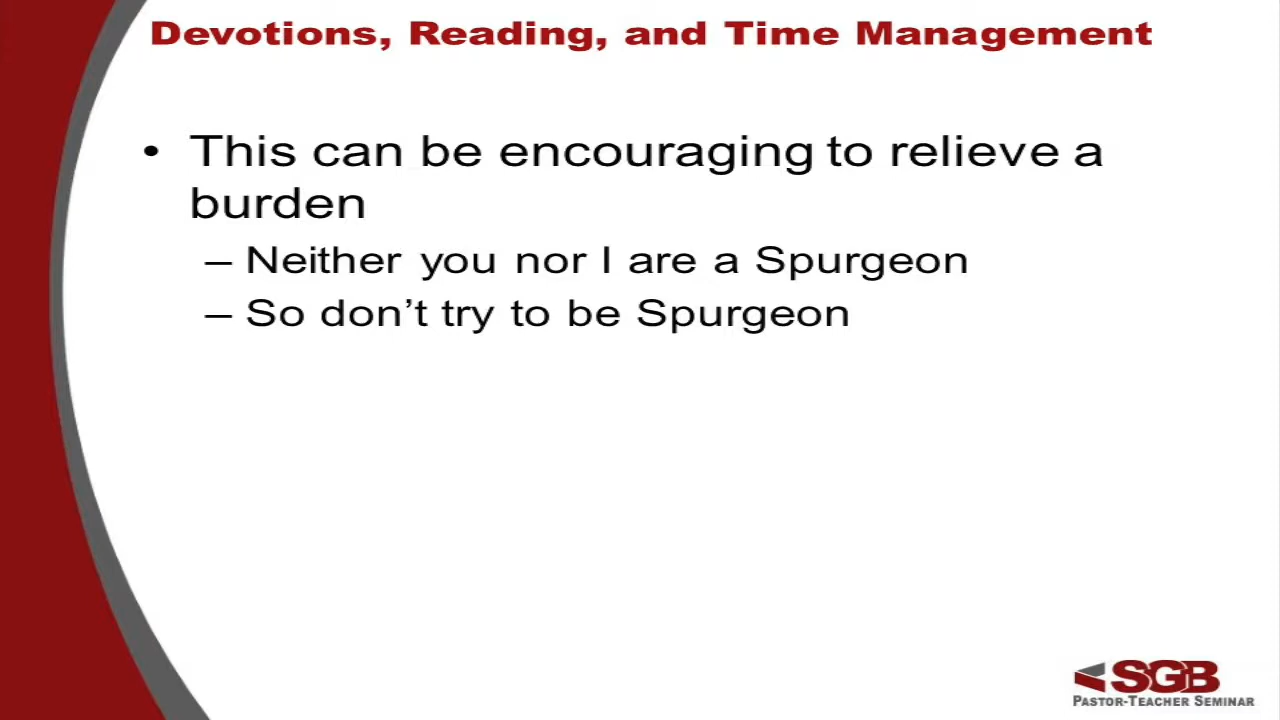 Devotions, Reading, and Time Management
• This can be encouraging to relieve a
burden
– Neither you nor I are a Spurgeon
– So don’t try to be Spurgeon
SGB
PASTOR-TEACHER SEMINAR